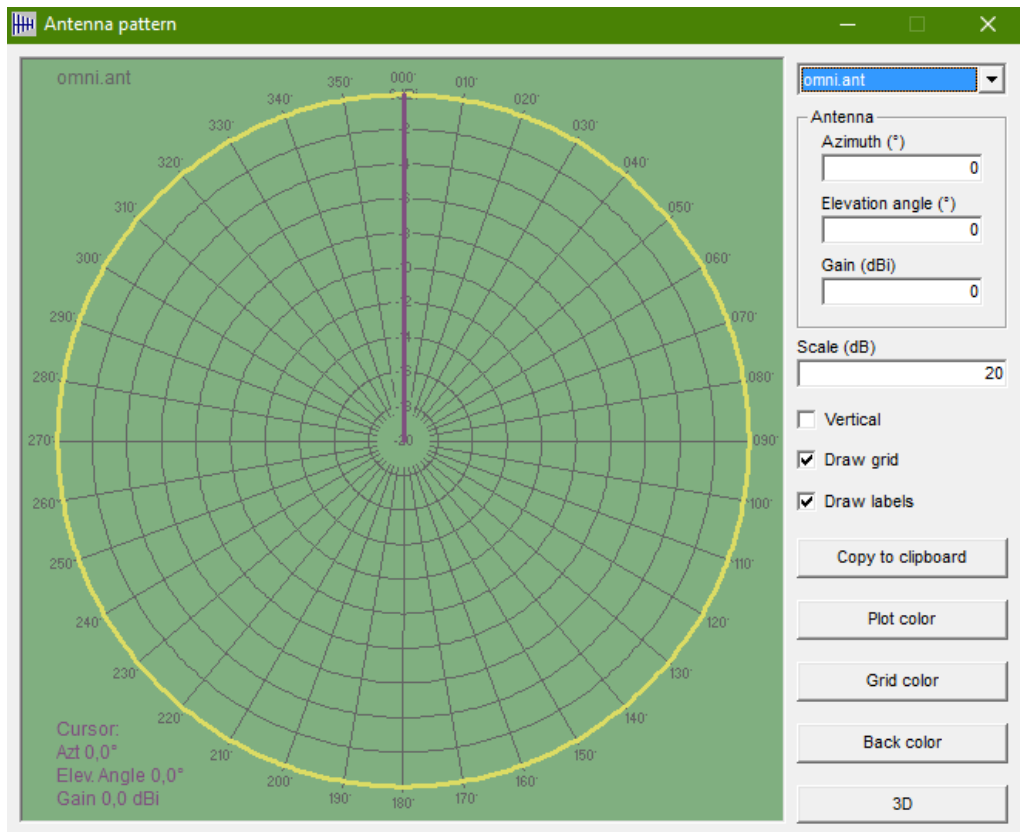 Antenna pattern
omni.ant
000°
010°
020°
030°
040°
050°
060°
070°
080°
090°
100°
110°
120°
130°
140°
150°
160°
170°
180°
190°
200°
210°
220°
230°
240°
250°
260°
270°
280°
290°
300°
310°
320°
330°
340°
350°
-20
Cursor:
Azt 0,0°
Elev. Angle 0,0°
Gain 0,0 dBi
omni.ant
Antenna
Azimuth (°)
0
Elevation angle (°)
0
Gain (dBi)
0
Scale (dB)
20
Vertical
Draw grid
Draw labels
Copy to clipboard
Plot color
Grid color
Back color
3D